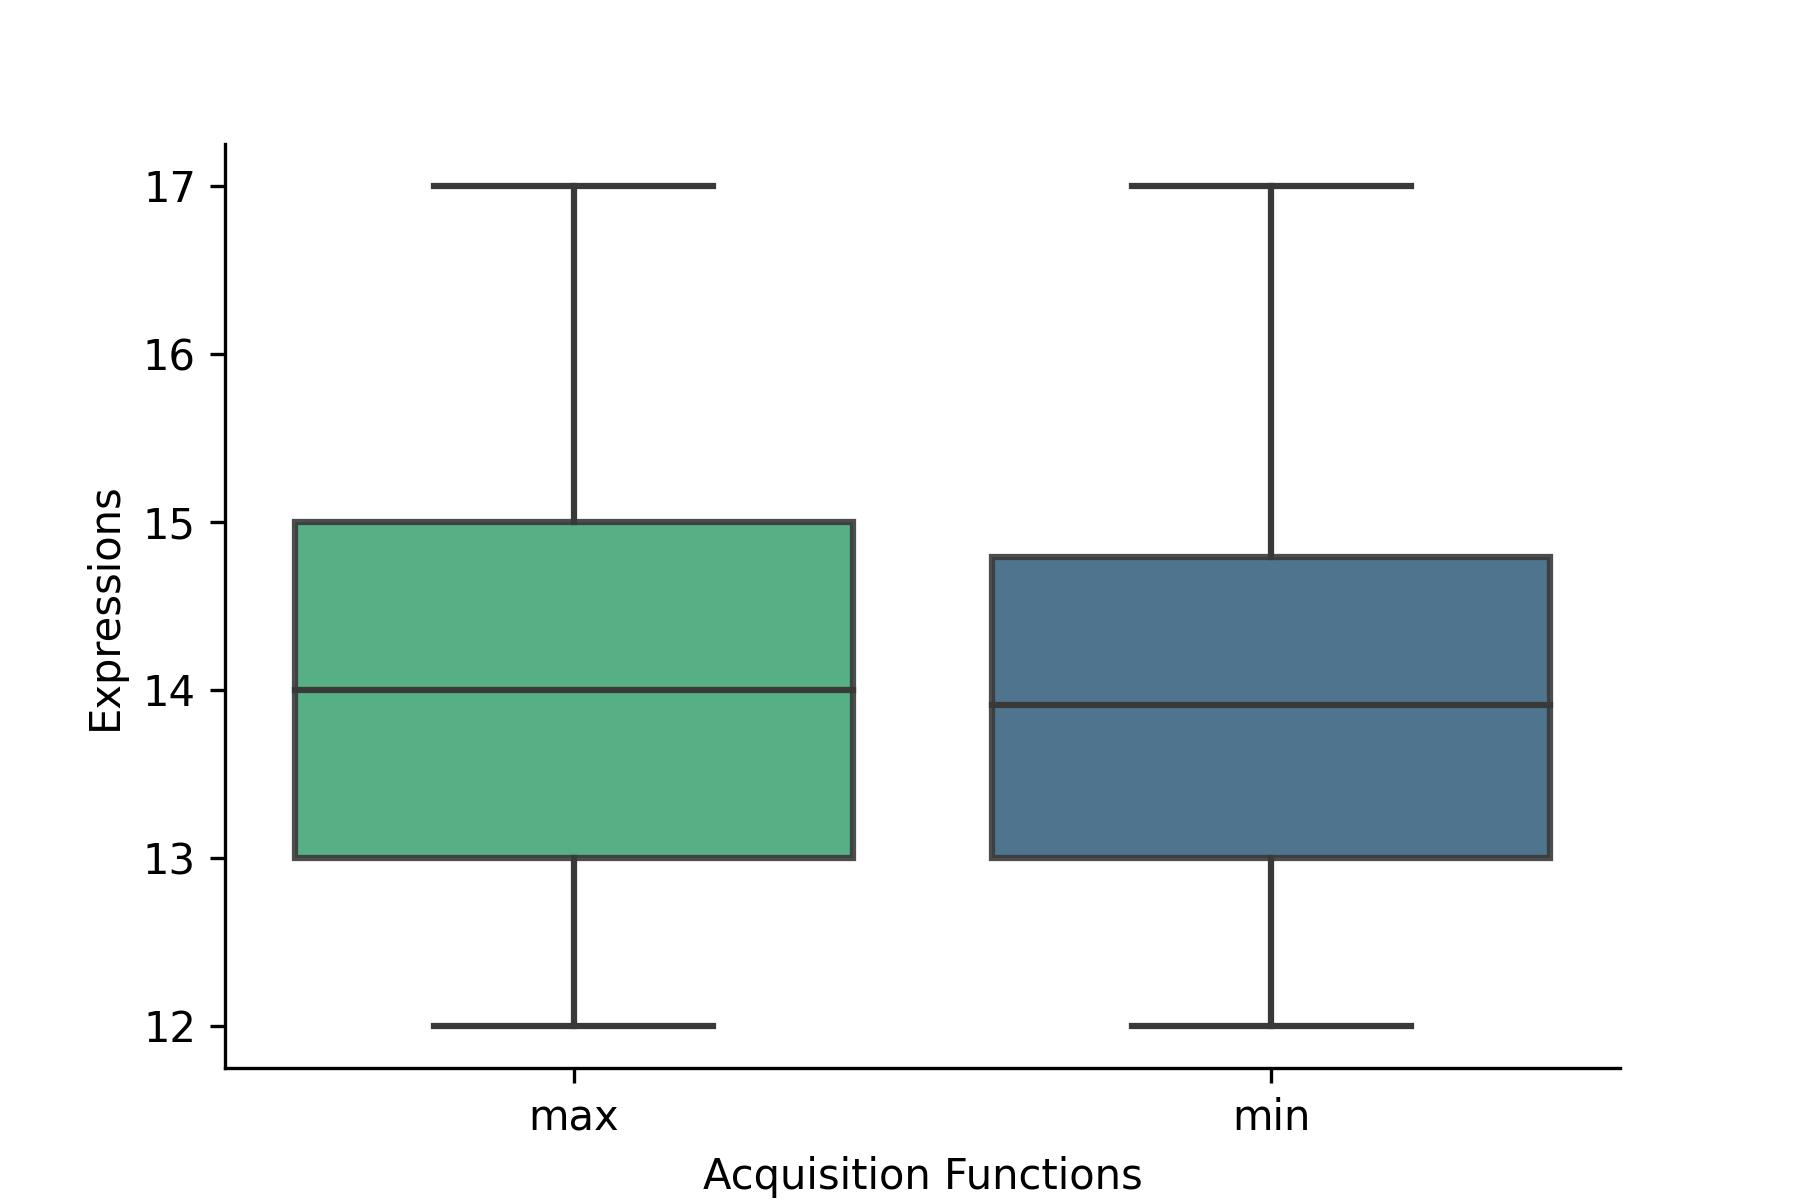 17
16
15
14
13
12
Expressions
max min
Acquisition Functions